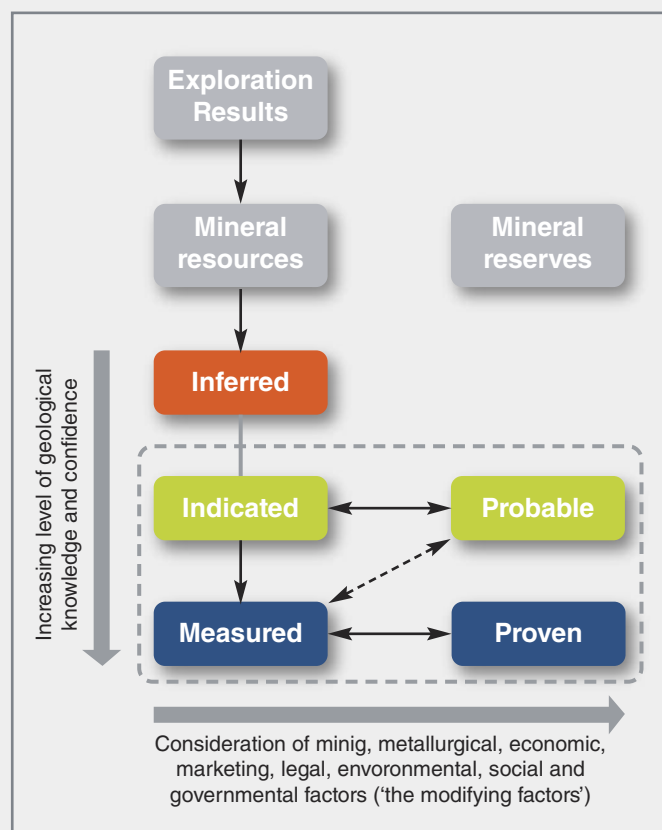 Exploration
Results
Mineral
resources
Mineral
reserves
Increasing level of geological
knowledge and confidence
Inferred
Indicated
Probable
Measured
Proven
Consideration of minig, metallurgical, economic,
marketing, legal, envoronmental, social and
governmental factors (‘the modifying factors’)